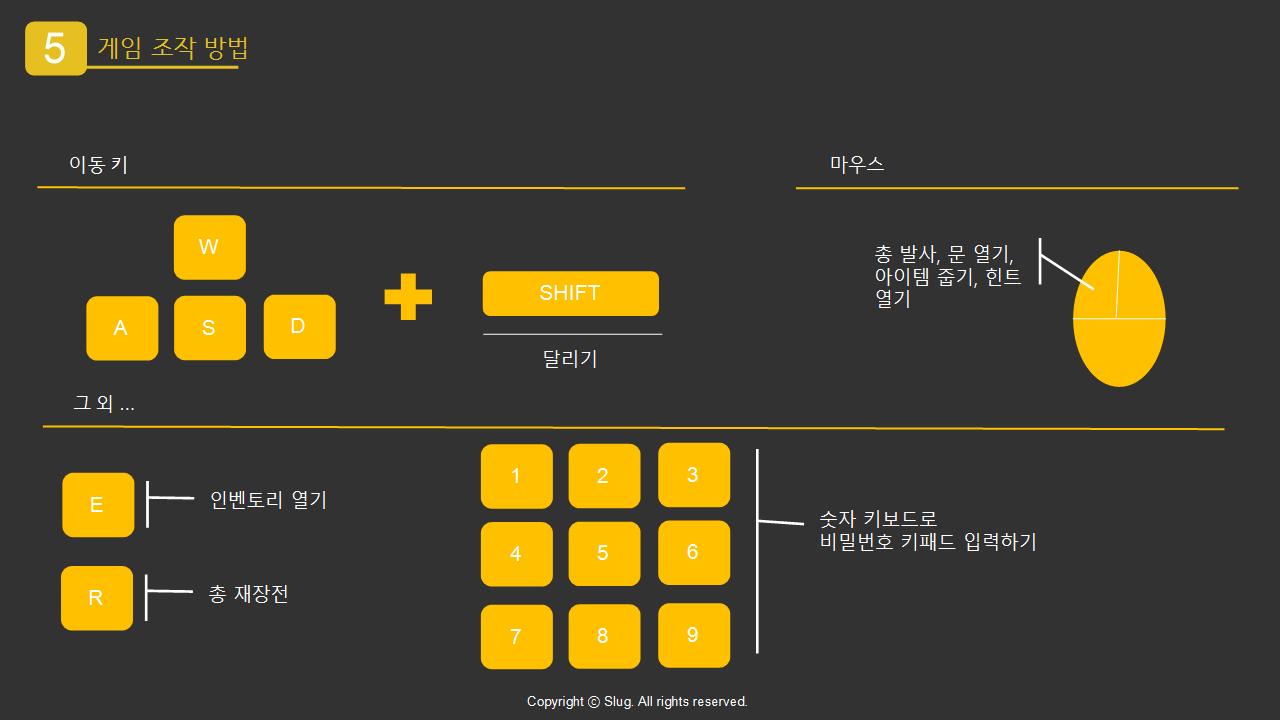 5 게임 조작 방법
이동 키
마우스
W
A S D
SHIFT
달리기
총 발사, 문 열기,
아이템 줍기, 힌트
열기
그 외 ...
E
인벤토리 열기
R
총 재장전
1 2 3
4 5 6
7 8 9
숫자 키보드로
비밀번호 키패드 입력하기
Copyright ⓒ Slug. All rights reserved.